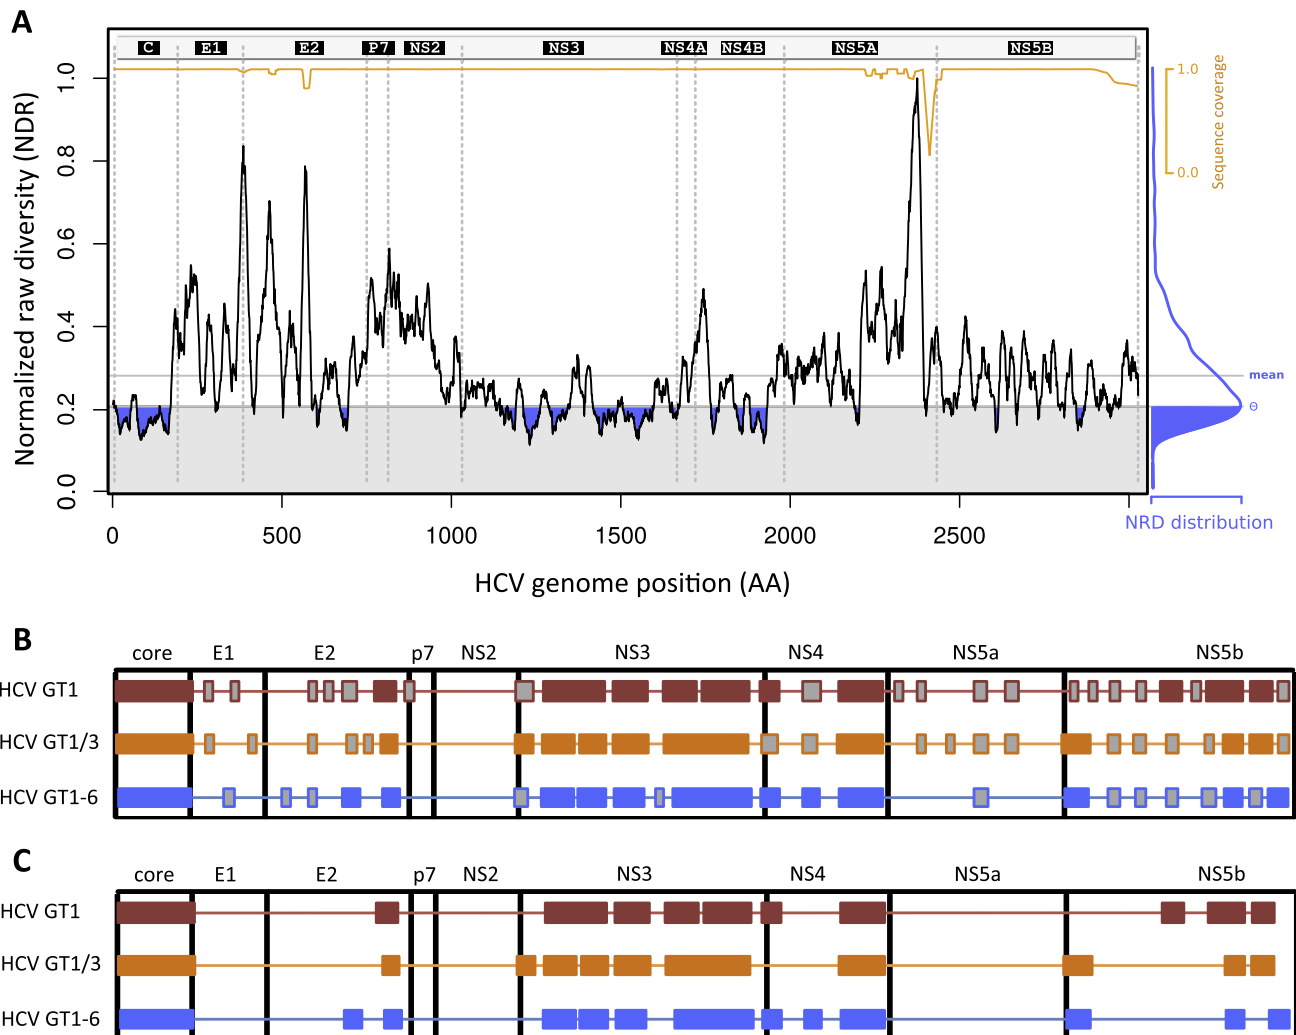 A
C E1 E2 P7 NS2 NS3 NS4A NS4B NS5A NS5B
Normalized raw diversity (NDR)
1.0
0.8
0.6
0.4
0.2
0.0
1.0
0.0
Sequence coverage
mean
Θ
NRD distribution
0 500 1000 1500 2000 2500
HCV genome position (AA)
B
core E1 E2 p7 NS2 NS3 NS4 NS5a NS5b
HCV GT1
HCV GT1/3
HCV GT1-6
C
core E1 E2 p7 NS2 NS3 NS4 NS5a NS5b
HCV GT1
HCV GT1/3
HCV GT1-6